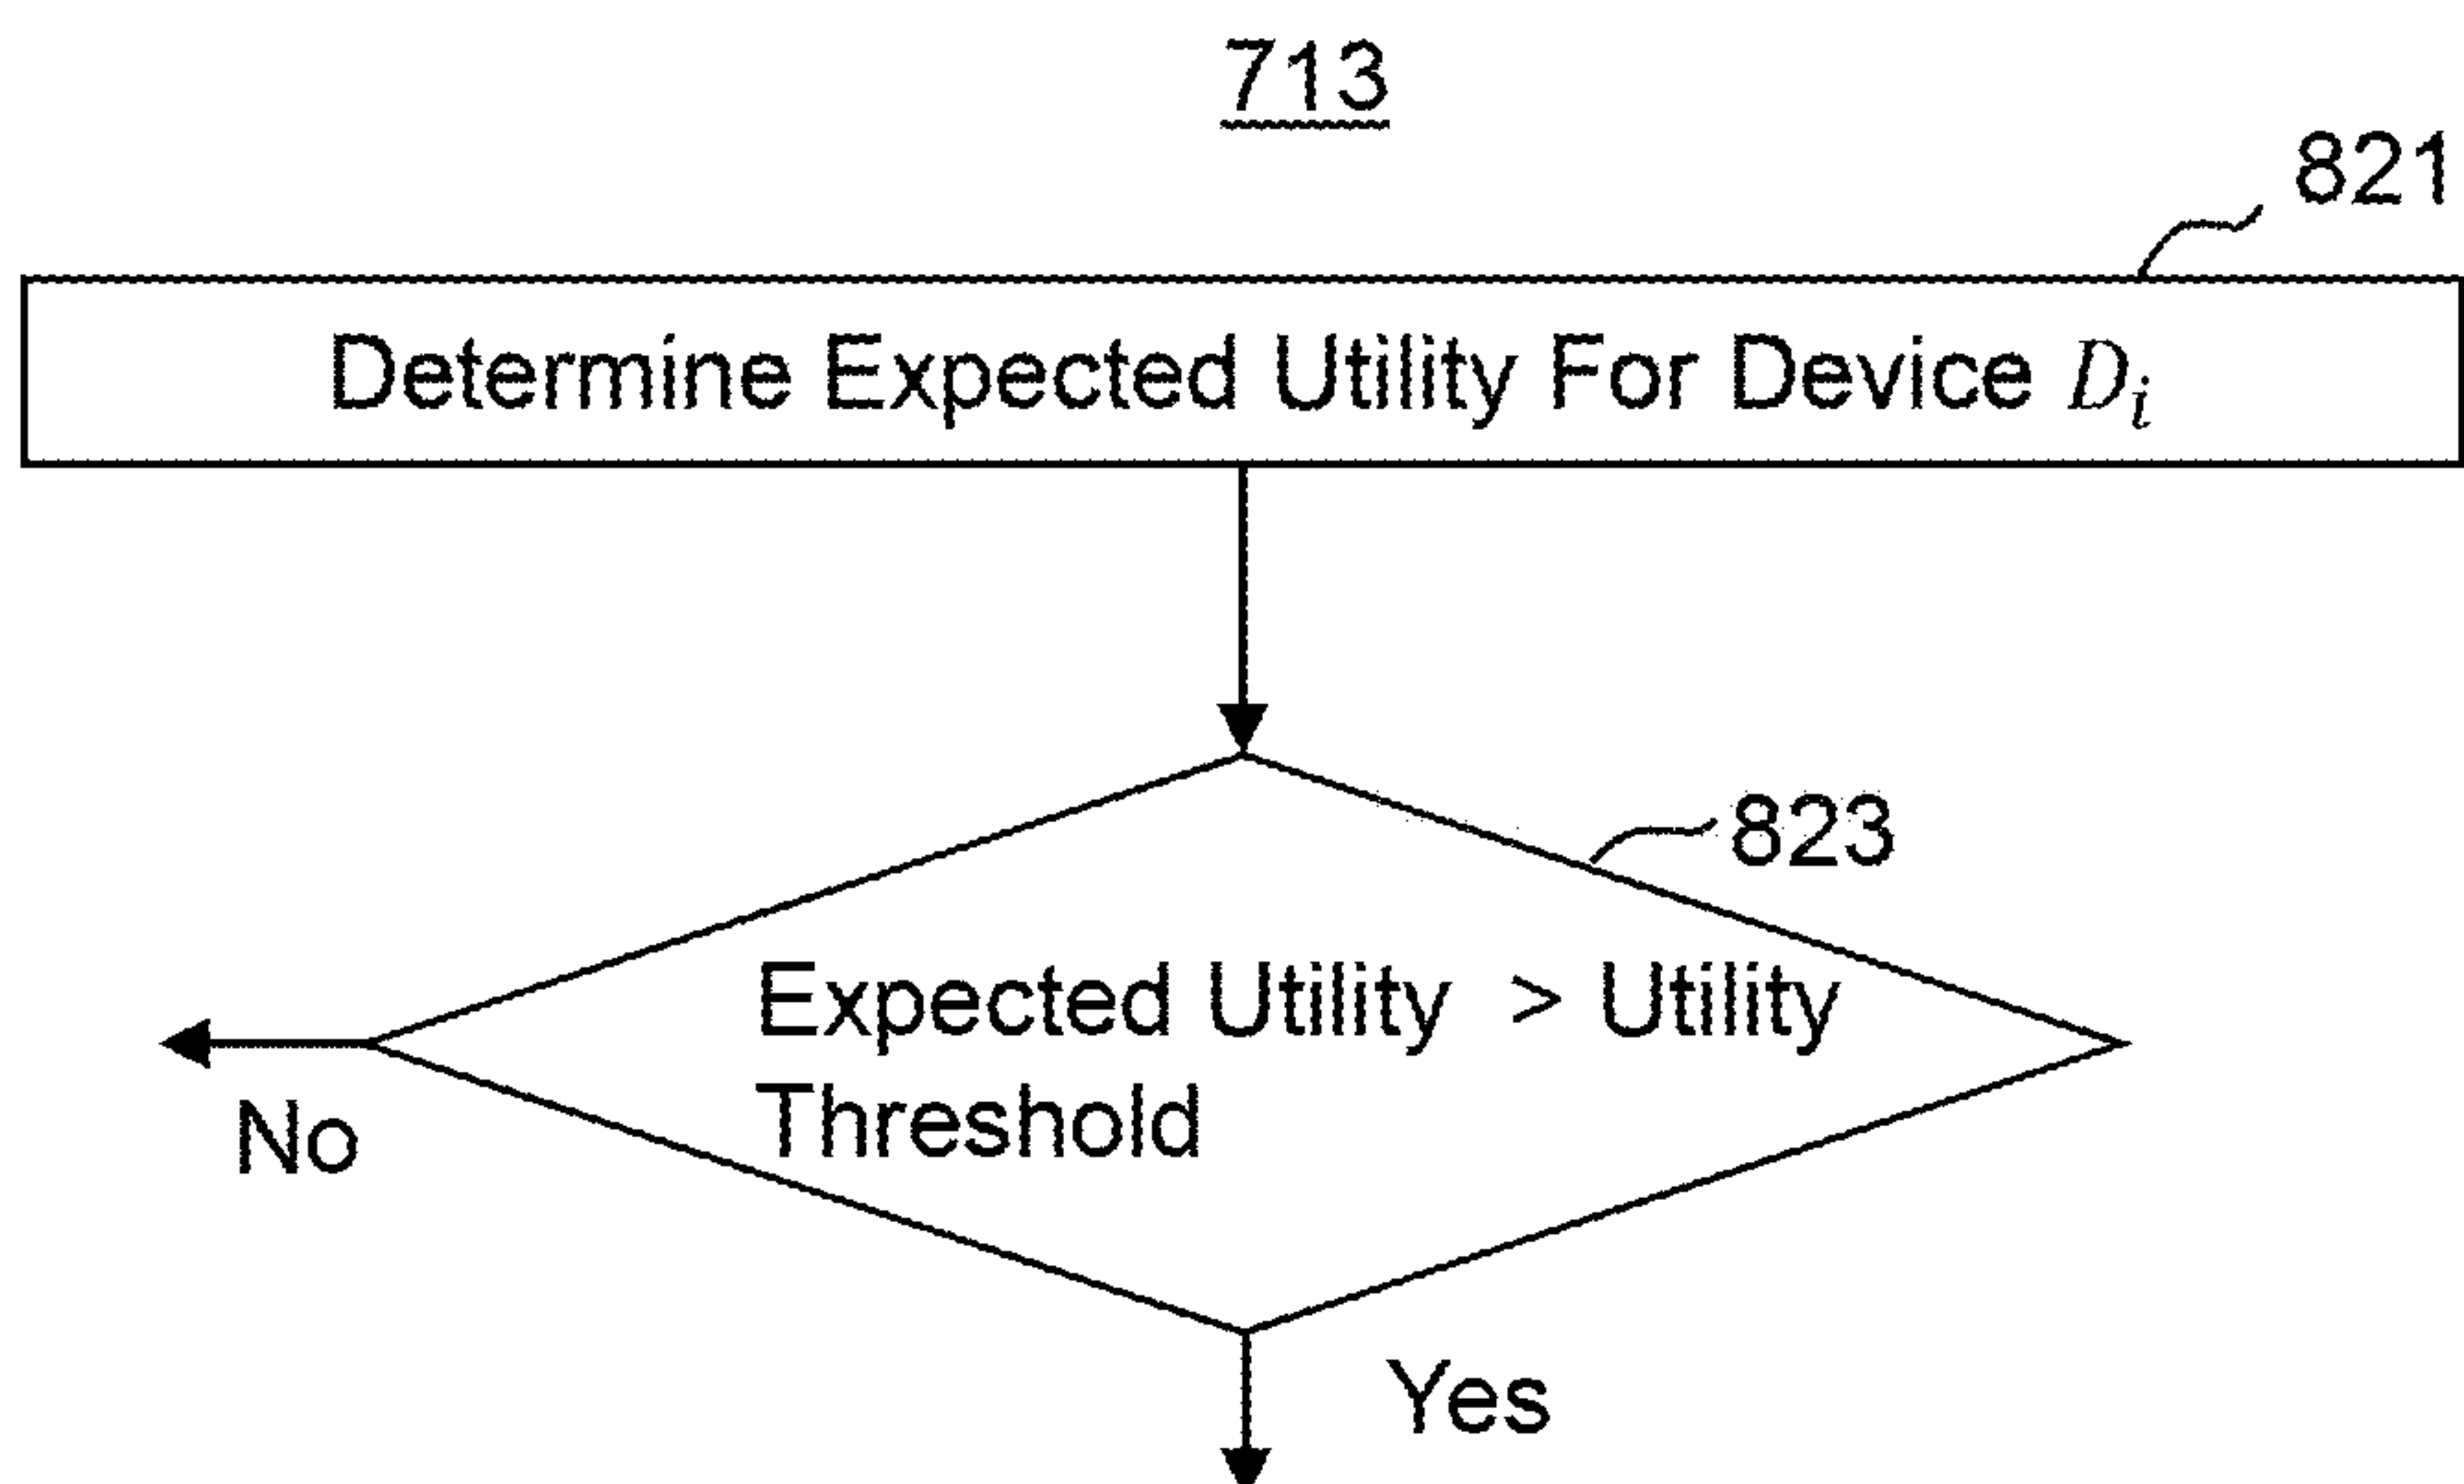 713
821
Determine Expected Utility For Device Di
823
Expected Utility > Utility
Threshold
No
Yes